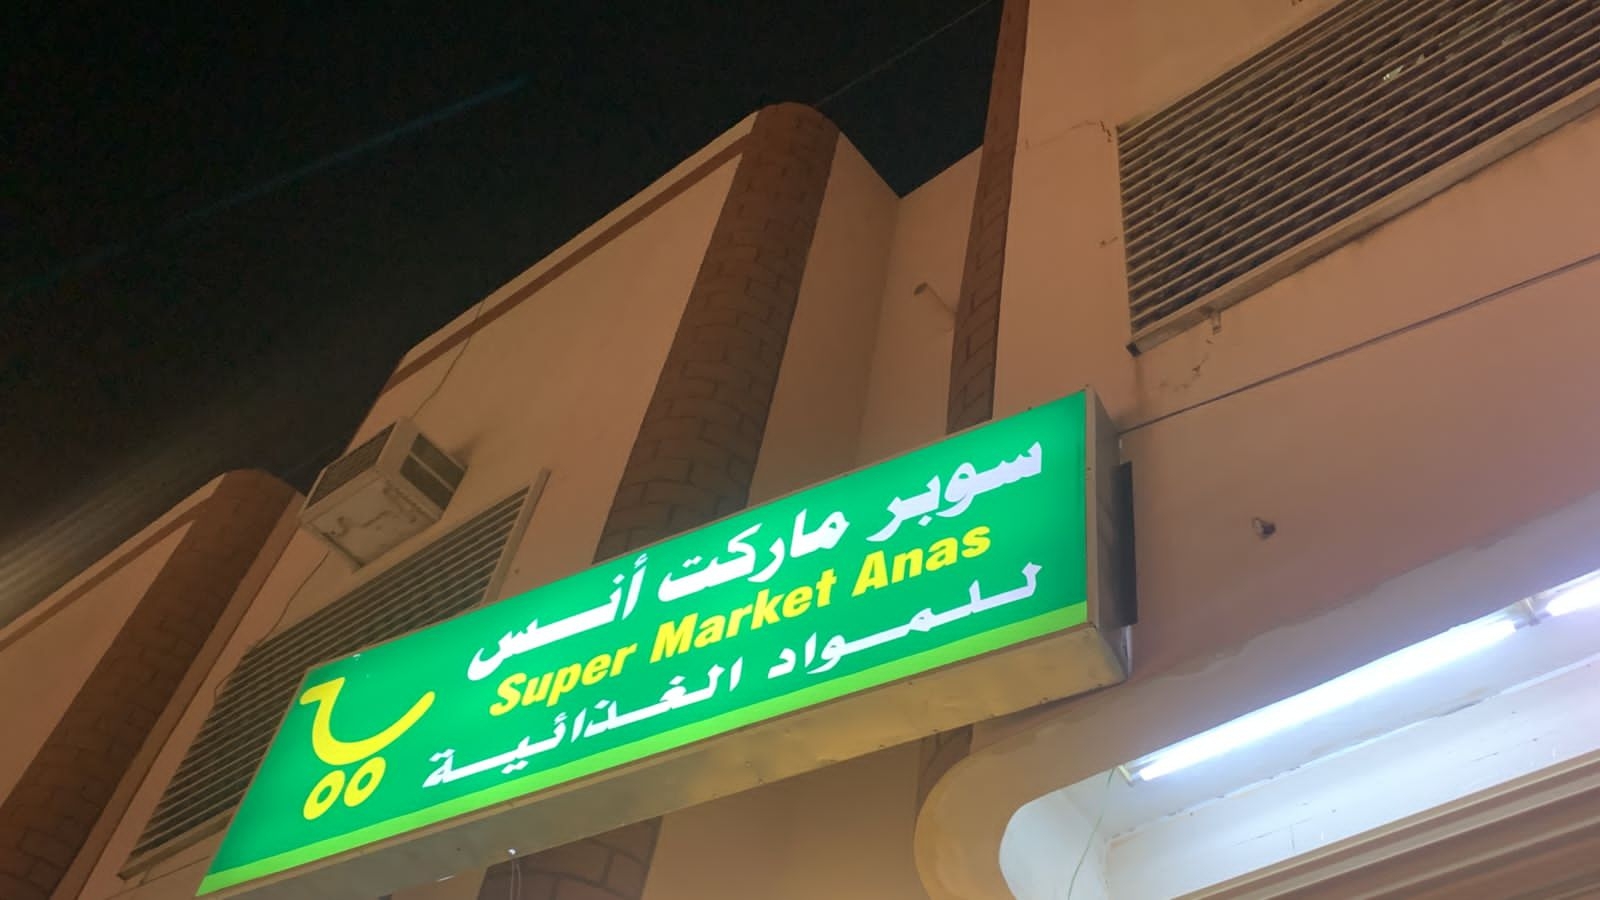 سوبر ماركت أنس
Super Market Anas
للمواد الغذائية